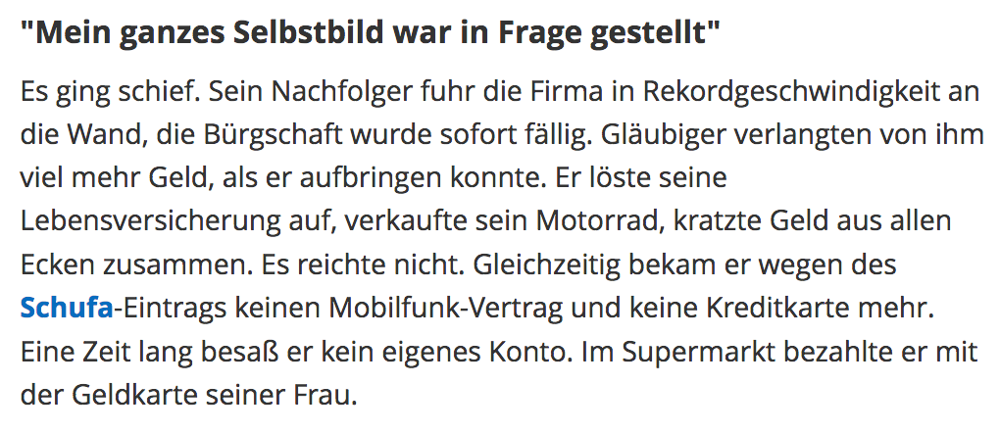 "Mein ganzes Selbstbild war in Frage gestellt"
Es ging schief. Sein Nachfolger fuhr die Firma in Rekordgeschwindigkeit an
die Wand, die Bürgschaft wurde sofort fällig. Gläubiger verlangten von ihm
viel mehr Geld, als er aufbringen konnte. Er löste seine
Lebensversicherung auf, verkaufte sein Motorrad, kratzte Geld aus allen
Ecken zusammen. Es reichte nicht. Gleichzeitig bekam er wegen des
Schufa-Eintrags keinen Mobilfunk-Vertrag und keine Kreditkarte mehr.
Eine Zeit lang besaß er kein eigenes Konto. Im Supermarkt bezahlte er mit
der Geldkarte seiner Frau.